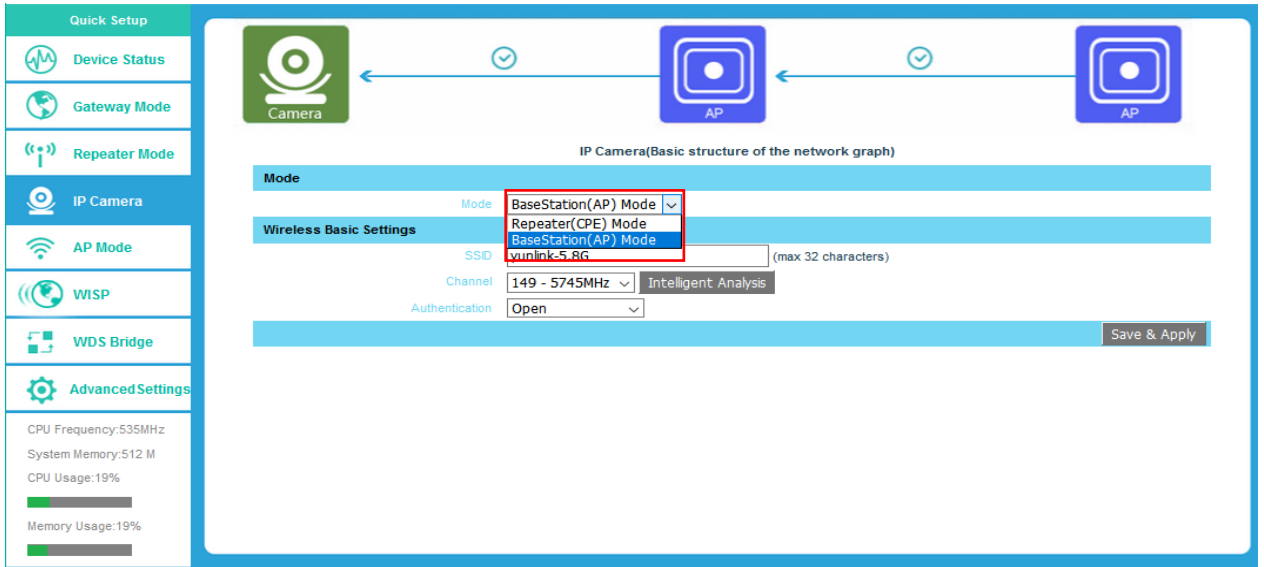 Quick Setup
Device Status
Gateway Mode
Repeater Mode
IP Camera
AP Mode
WISP
WDS Bridge
AdvancedSettings
CPU Frequency:535MHz
System Memory:512 M
CPU Usage:19%
Memory Usage:19%
Camera
AP
AP
IP Camera(Basic structure of the network graph)
Mode
Mode BaseStation(AP) Mode
Repeater(CPE) Mode
BaseStation(AP) Mode
Wireless Basic Settings
SSID yunlink-5.8G (max 32 characters)
Channel 149 - 5745MHz Intelligent Analysis
Authentication Open
Save & Apply